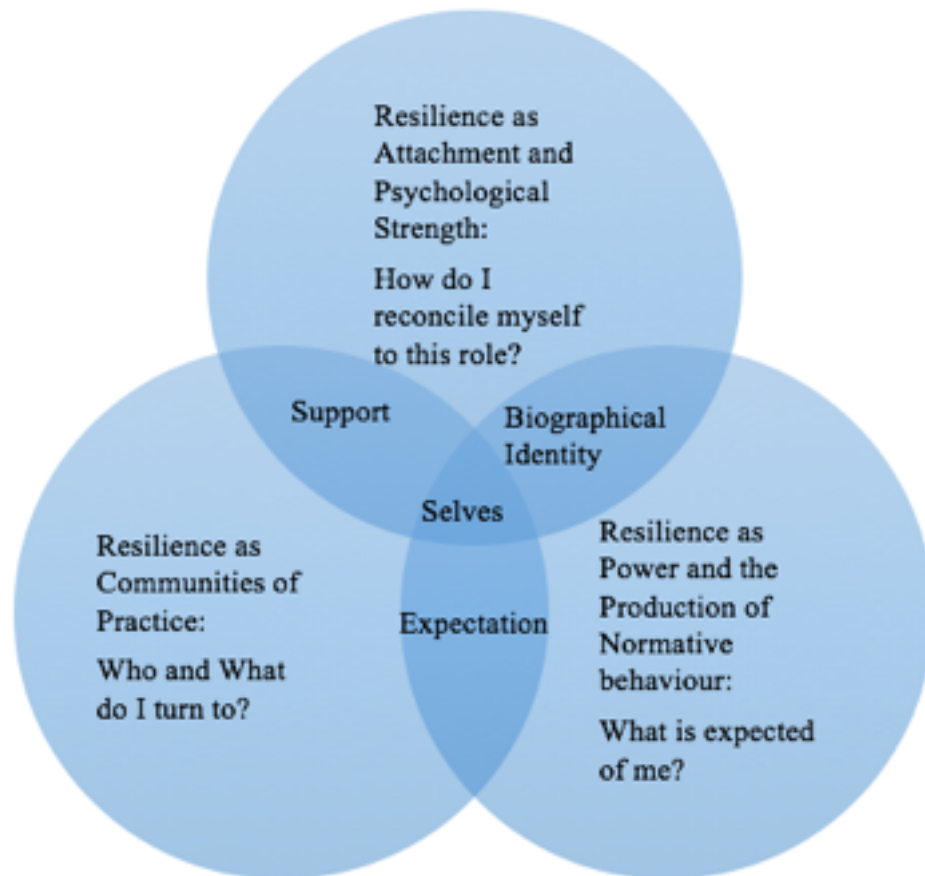 Resilience as
Attachment and
Psychological
Strength:
How do I
reconcile myself
to this role?
Support
Biographical
Identity
Selves
Expectation
Resilience as
Communities of
Practice:
Who and What
do I turn to?
Resilience as
Power and the
Production of
Normative
behaviour:
What is expected
of me?